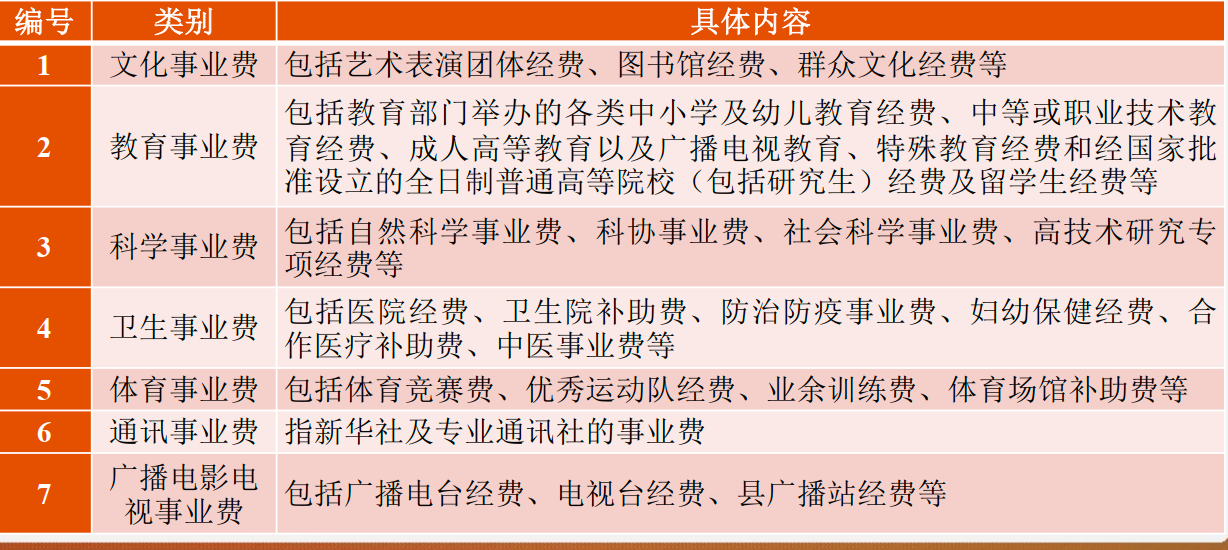 编号 类别 具体内容
1 文化事业费 包括艺术表演团体经费、图书馆经费、群众文化经费等
2 教育事业费 包括教育部门举办的各类中小学及幼儿教育经费、中等或职业技术教
育经费、成人高等教育以及广播电视教育、特殊教育经费和经国家批
准设立的全日制普通高等院校（包括研究生）经费及留学生经费等
3 科学事业费 包括自然科学事业费、科协事业费、社会科学事业费、高技术研究专
项经费等
4 卫生事业费 包括医院经费、卫生院补助费、防治防疫事业费、妇幼保健经费、合
作医疗补助费、中医事业费等
5 体育事业费 包括体育竞赛费、优秀运动队经费、业余训练费、体育场馆补助费等
6 通讯事业费 指新华社及专业通讯社的事业费
7 广播电影电
视事业费 包括广播电台经费、电视台经费、县广播站经费等